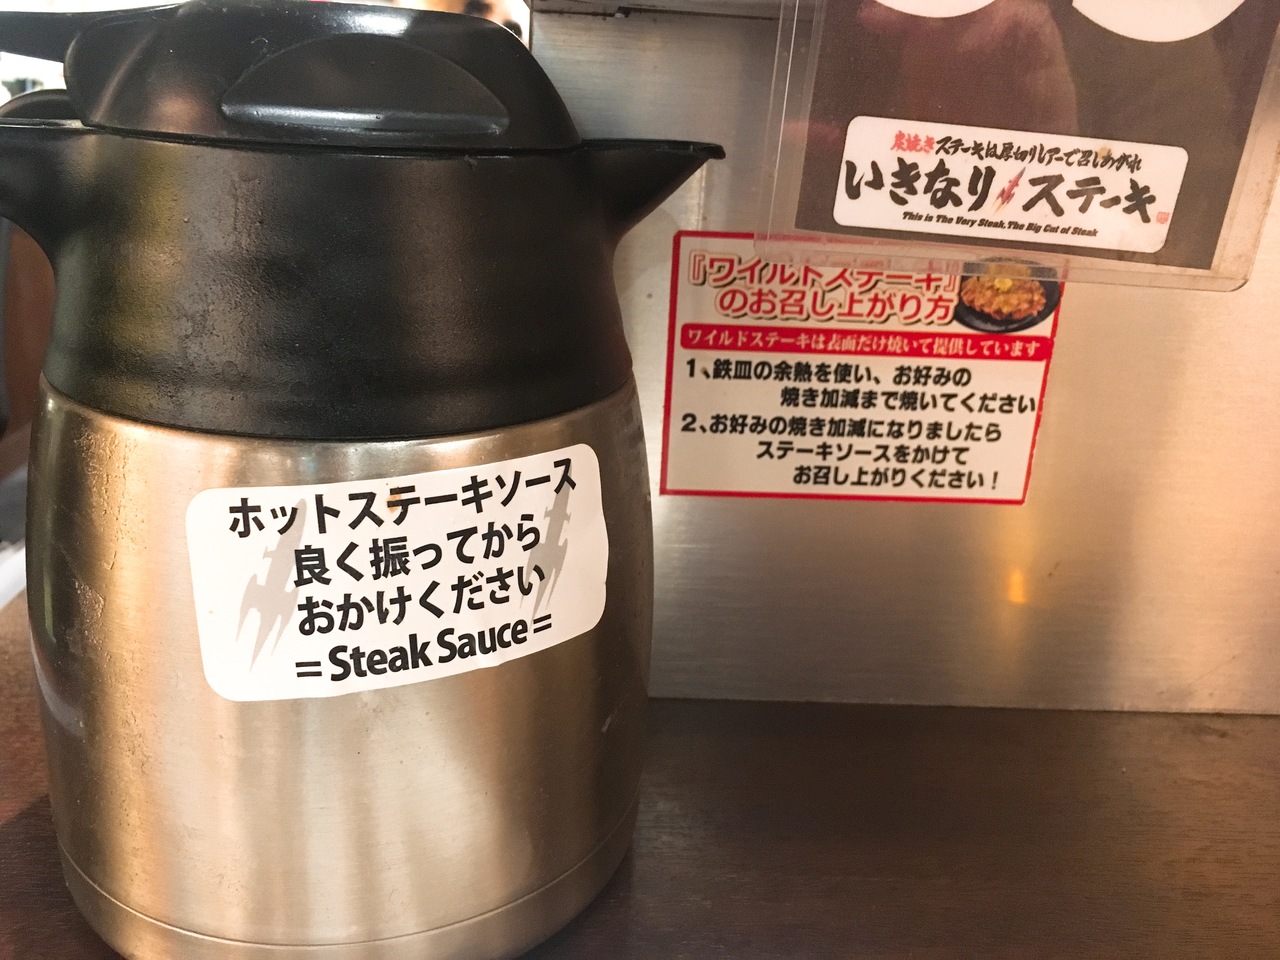 炭焼きステーキは厚切りレアーで召しあがれ
いきなりステーキ
This is The Very Steak, The Big Cut of Steak
『ワイルドステーキ』
のお召し上がり方
ワイルドステーキは表面だけ焼いて提供しています
1、鉄皿の余熱を使い、お好みの
焼き加減まで焼いてください
2、お好みの焼き加減になりましたら
ステーキソースをかけて
お召し上がりください!
ホットステーキソース
良く振ってから
おかけください
=Steak Sauce=